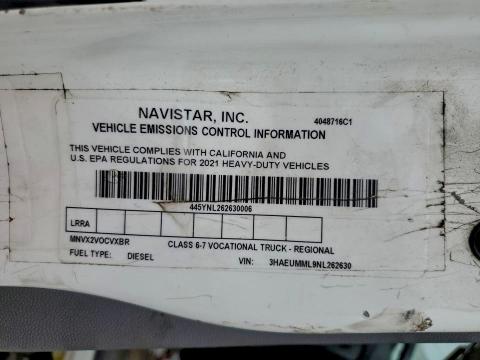 NAVISTAR, INC. 4048716C1
VEHICLE EMISSIONS CONTROL INFORMATION
THIS VEHICLE COMPLIES WITH CALIFORNIA AND
U.S. EPA REGULATIONS FOR 2021 HEAVY-DUTY VEHICLES
445YNL262630006
LRRA
MNVX2VOCVXBR CLASS 6-7 VOCATIONAL TRUCK - REGIONAL
FUEL TYPE: DIESEL VIN: 3HAEUMML9NL262630